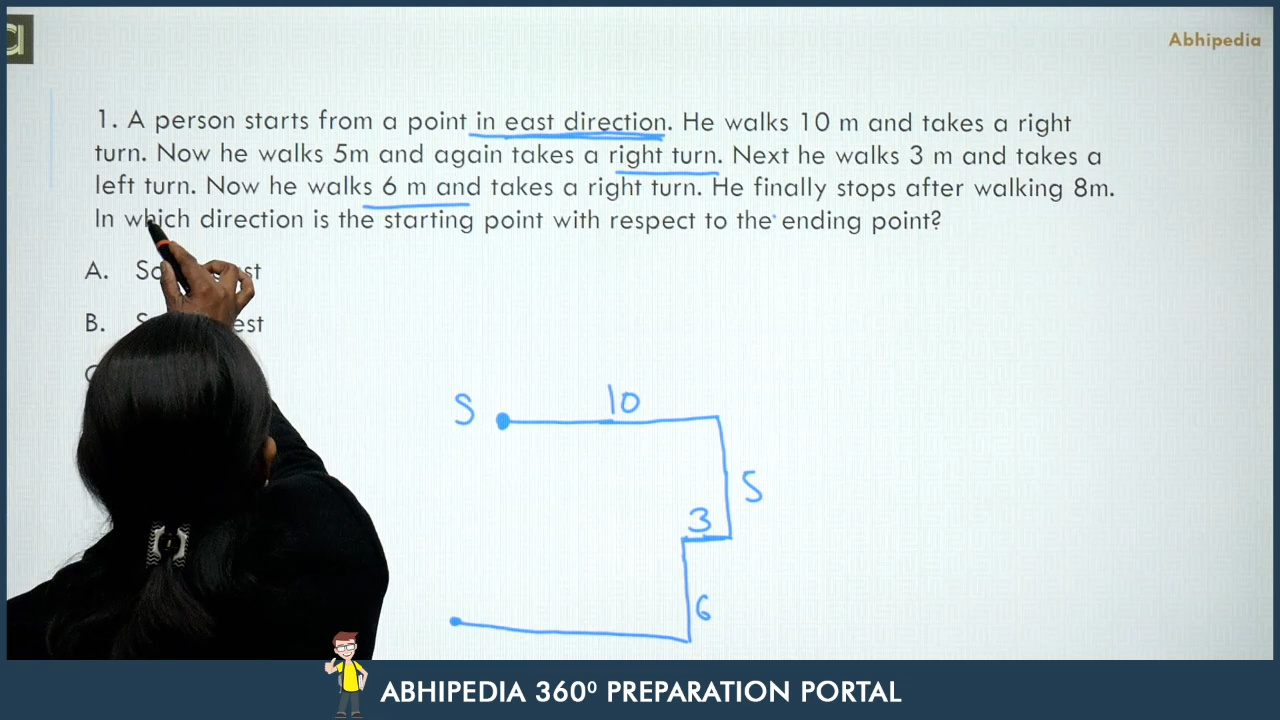 Abhipedia
1. A person starts from a point in east direction. He walks 10 m and takes a right
turn. Now he walks 5m and again takes a right turn. Next he walks 3 m and takes a
left turn. Now he walks 6 m and takes a right turn. He finally stops after walking 8m.
In which direction is the starting point with respect to the ending point?
A.
B.
S 10
5
3
6
ABHIPEDIA 360⁰ PREPARATION PORTAL